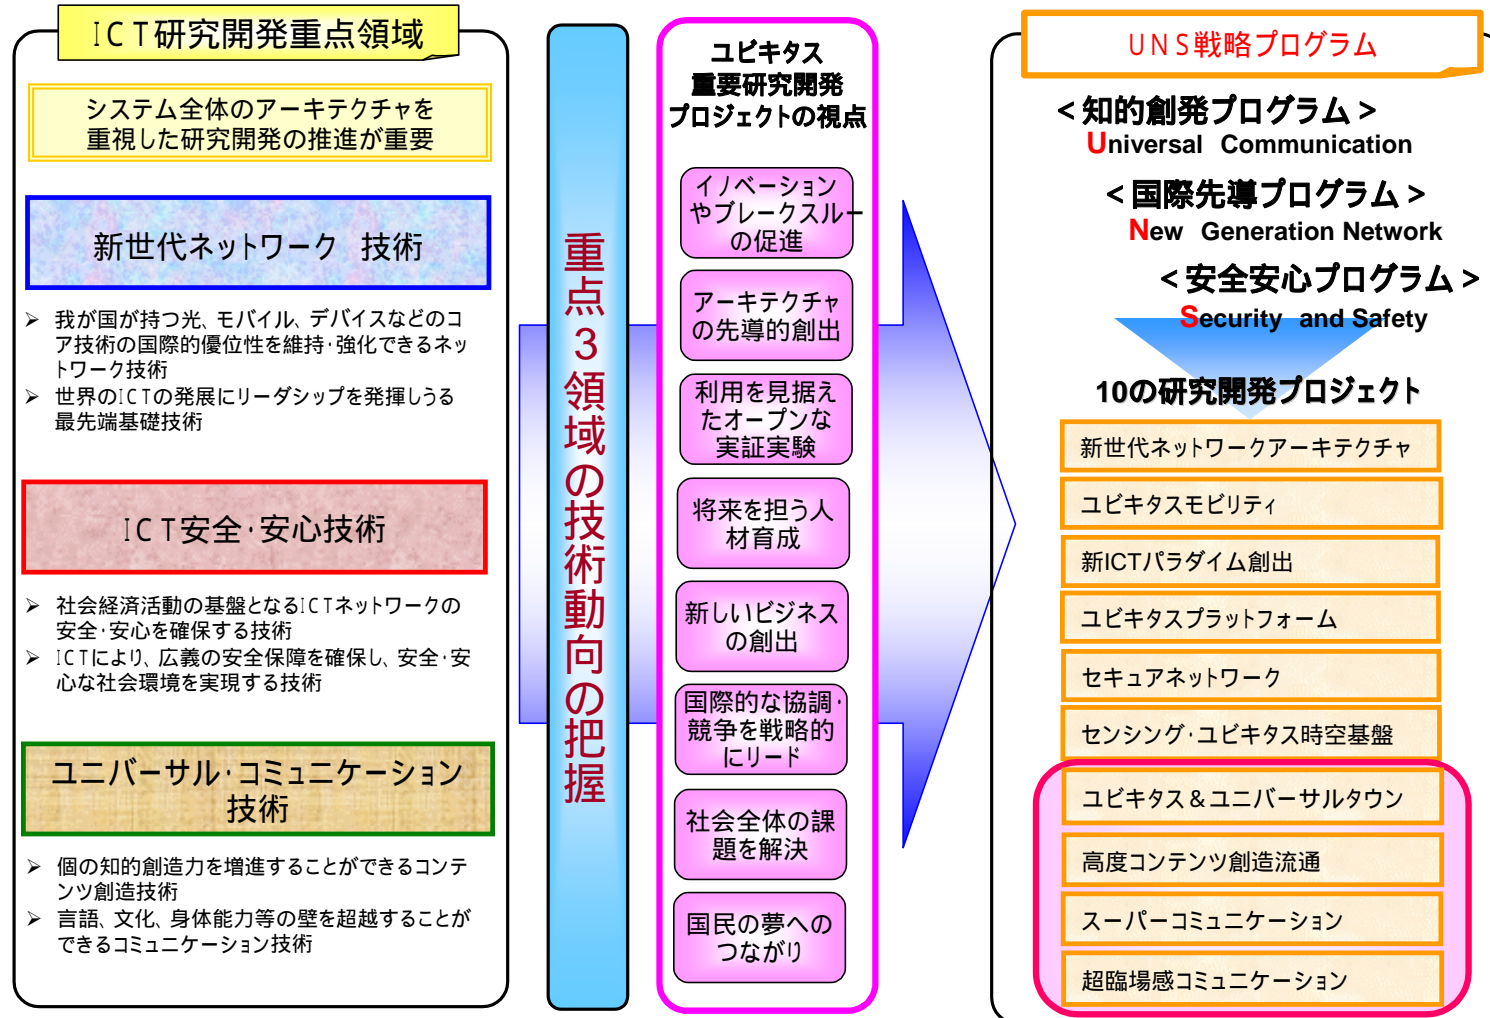 ICT研究開発重点領域
システム全体のアーキテクチャを
重視した研究開発の推進が重要
新世代ネットワーク 技術
➢ 我が国が持つ光、モバイル、デバイスなどのコ
ア技術の国際的優位性を維持・強化できるネッ
トワーク技術
➢ 世界のICTの発展にリーダシップを発揮しうる
最先端基礎技術
ICT安全・安心技術
➢ 社会経済活動の基盤となるICTネットワークの
安全・安心を確保する技術
➢ ICTにより、広義の安全保障を確保し、安全・安
心な社会環境を実現する技術
ユニバーサル・コミュニケーション
技術
➢ 個の知的創造力を増進することができるコンテ
ンツ創造技術
➢ 言語、文化、身体能力等の壁を超越することが
できるコミュニケーション技術
重点3領域の技術動向の把握
ユビキタス
重要研究開発
プロジェクトの視点
イノベーション
やブレークスルー
の促進
アーキテクチャ
の先導的創出
利用を見据え
たオープンな
実証実験
将来を担う人
材育成
新しいビジネス
の創出
国際的な協調・
競争を戦略的
にリード
社会全体の課
題を解決
国民の夢への
つながり
UNS戦略プログラム
<知的創発プログラム>
Universal Communication
<国際先導プログラム>
New Generation Network
<安全安心プログラム>
Security and Safety
10の研究開発プロジェクト
新世代ネットワークアーキテクチャ
ユビキタスモビリティ
新ICTパラダイム創出
ユビキタスプラットフォーム
セキュアネットワーク
センシング・ユビキタス時空基盤
ユビキタス&ユニバーサルタウン
高度コンテンツ創造流通
スーパーコミュニケーション
超臨場感コミュニケーション